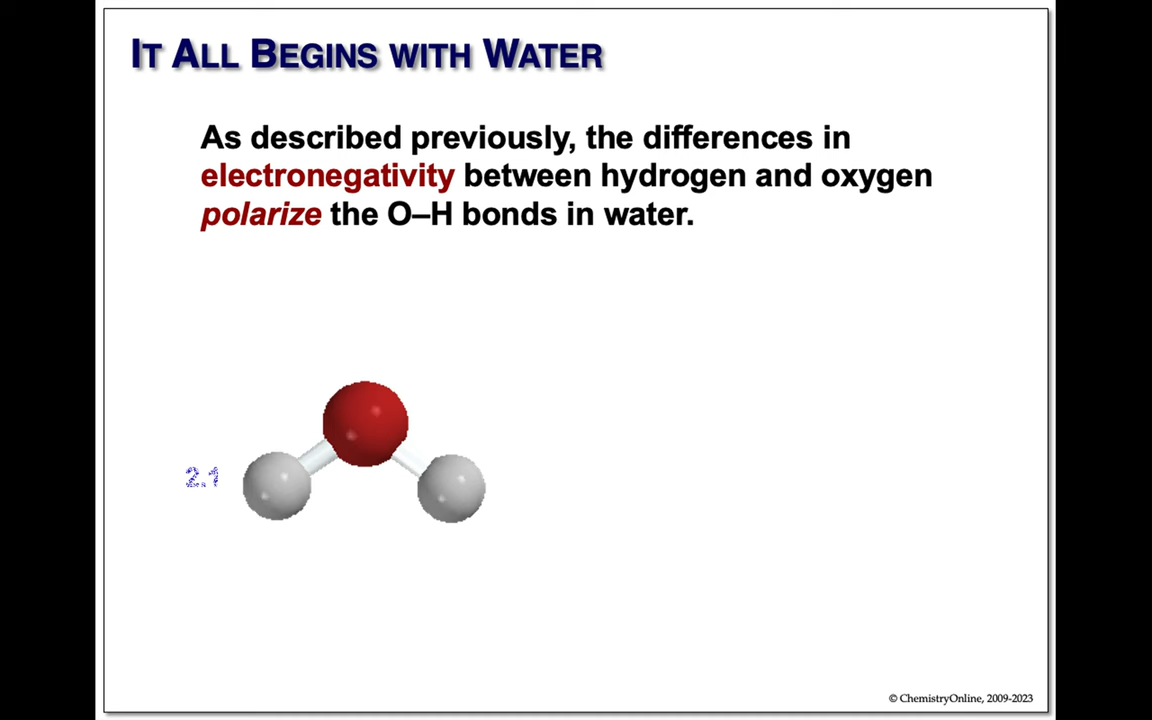 IT ALL BEGINS WITH WATER
As described previously, the differences in
electronegativity between hydrogen and oxygen
polarize the O–H bonds in water.
2.1
© ChemistryOnline, 2009-2023